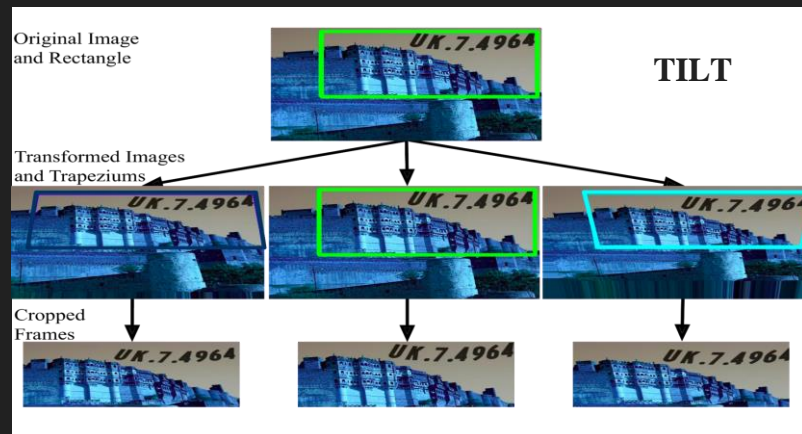 Original Image
and Rectangle
UK.7.4964
TILT
Transformed Images
and Trapeziums
UK.7.4964
UK.7.4964
UK.7.4964
Cropped
Frames
UK.7.4964
UK.7.4964
UK.7.4964